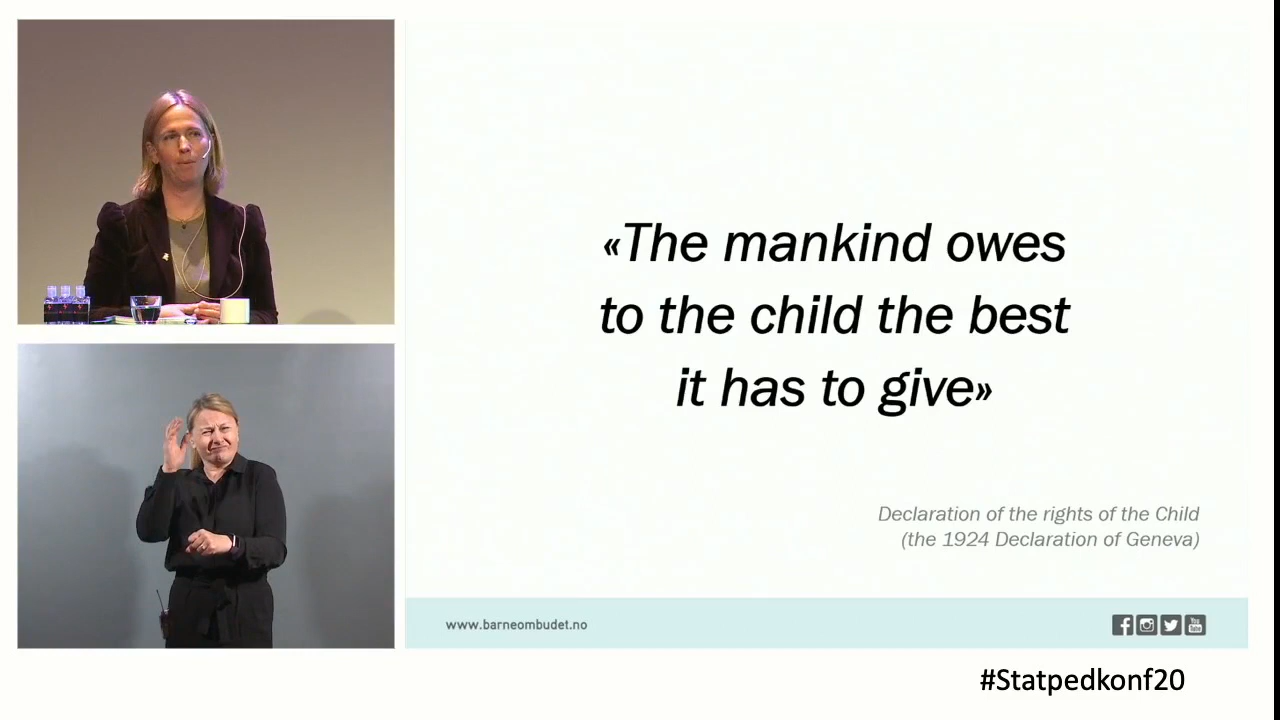 «The mankind owes
to the child the best
it has to give»
Declaration of the rights of the Child
(the 1924 Declaration of Geneva)
www.barneombudet.no
#Statpedkonf20